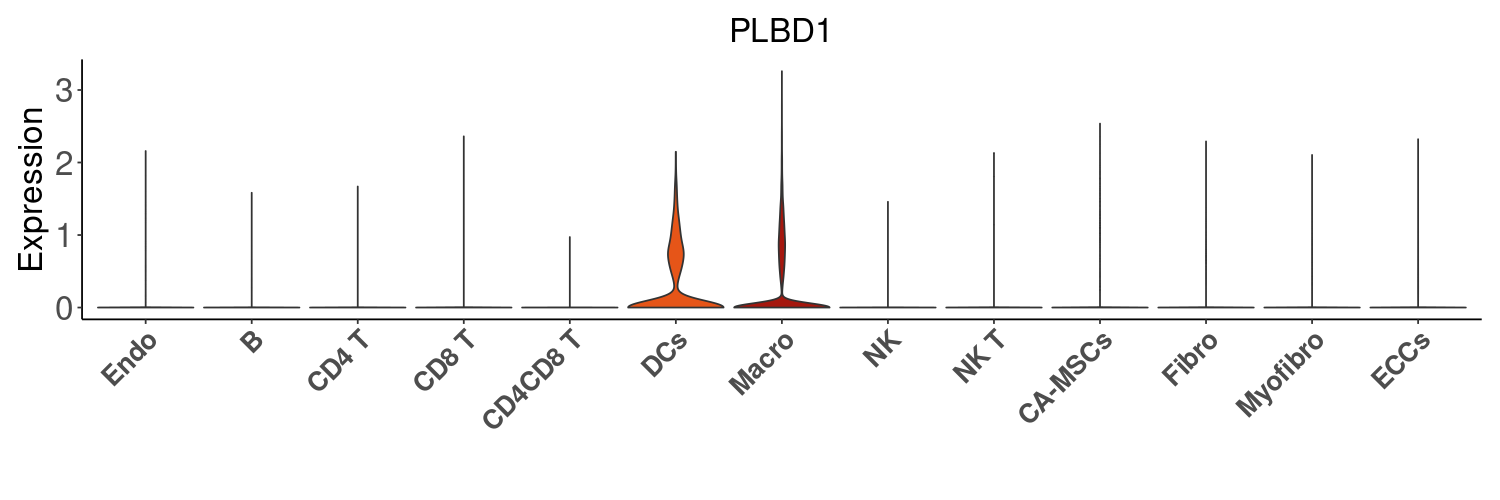 PLBD1
Expression
3
2
1
0
Endo
B
CD4 T
CD8 T
CD4CD8 T
DCs
Macro
NK
NK T
CA-MSCs
Fibro
Myofibro
ECCs